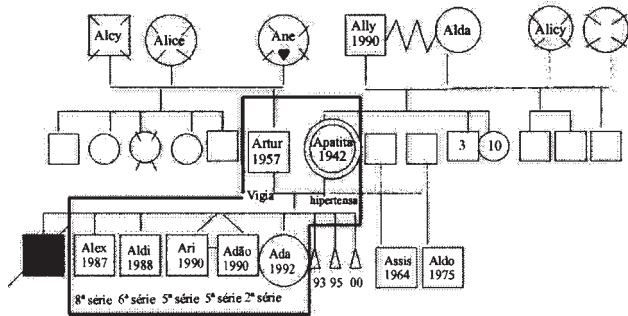 Alcy
Alice
Ane
Ally
1990
Alda
Alicy
Artur
1957
Apatita
1942
3
10
Vigia
hipertensa
Alex
1987
Aldi
1988
Ari
1990
Adão
1990
Ada
1992
93 95 00
Assis
1964
Aldo
1975
8ª série 6ª série 5ª série 5ª série 2ª série